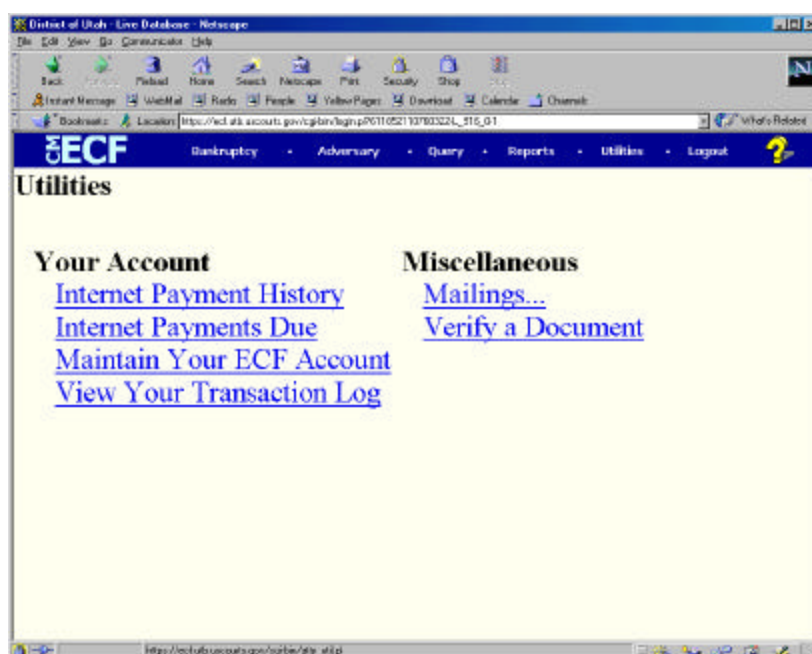 District of Utah - Live Database - Netscape
File Edit View Go Communicator Help
Back Reload Home Search Netscape Print Security Shop
Instant Message WebMail Radio People Yellow Pages Download Calendar Channels
Bookmarks Location What's Related
CM ECF Bankruptcy • Adversary • Query • Reports • Utilities • Logout ?
Utilities
Your Account Miscellaneous
Internet Payment History Mailings...
Internet Payments Due Verify a Document
Maintain Your ECF Account
View Your Transaction Log